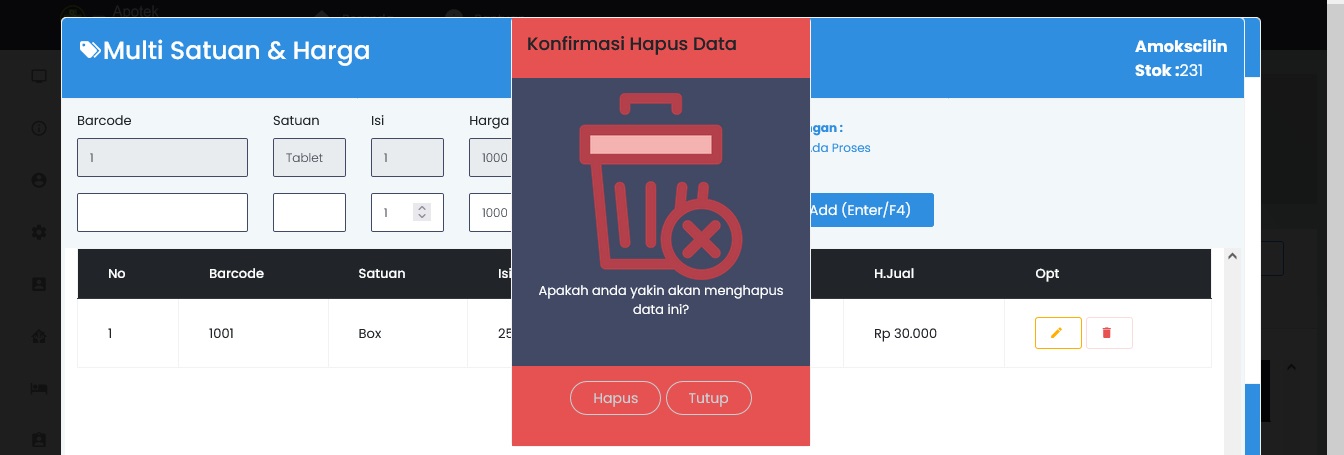 Apotek
Multi Satuan & Harga
Konfirmasi Hapus Data
Amokscilin
Stok :231
Barcode Satuan Isi Harga
ngan :
da Proses
1 Tablet 1 1000
1 1000
Add (Enter/F4)
No Barcode Satuan Isi H.Jual Opt
1 1001 Box 25 Rp 30.000
Apakah anda yakin akan menghapus
data ini?
Hapus Tutup